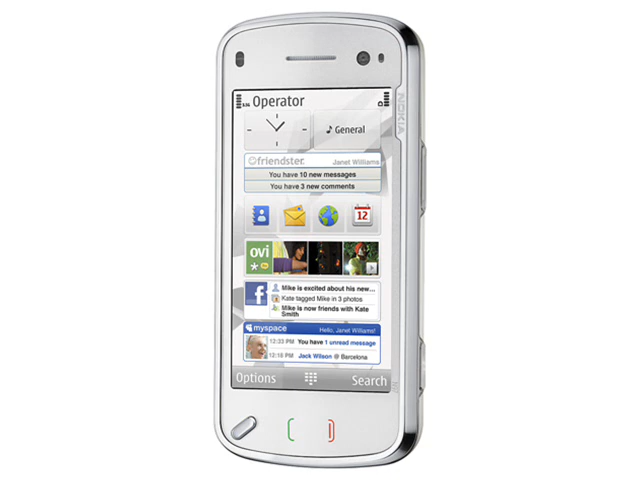 Operator
NOKIA
General
friendster.
Janet Williams
You have 10 new messages
You have 3 new comments
12
ovi
Mike is excited about his new...
Kate tagged Mike in 3 photos
Mike is now friends with Kate
Smith
f
myspace
Hello, Janet Williams!
12:33 PM You have 1 unread message
12:16 PM Jack Wilson @ Barcelona
Options
Search